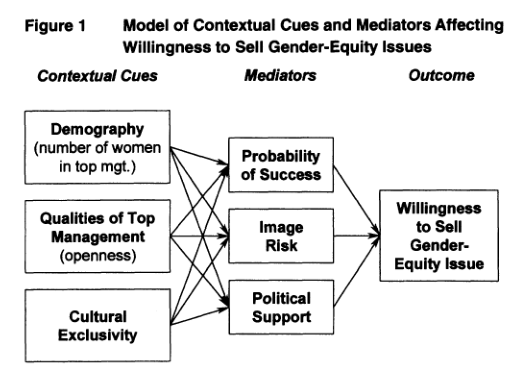 Figure 1 Model of Contextual Cues and Mediators Affecting
Willingness to Sell Gender-Equity Issues
Contextual Cues Mediators Outcome
Demography
(number of women
in top mgt.)
Qualities of Top
Management
(openness)
Cultural
Exclusivity
Probability
of Success
Image
Risk
Political
Support
Willingness
to Sell
Gender-
Equity Issue